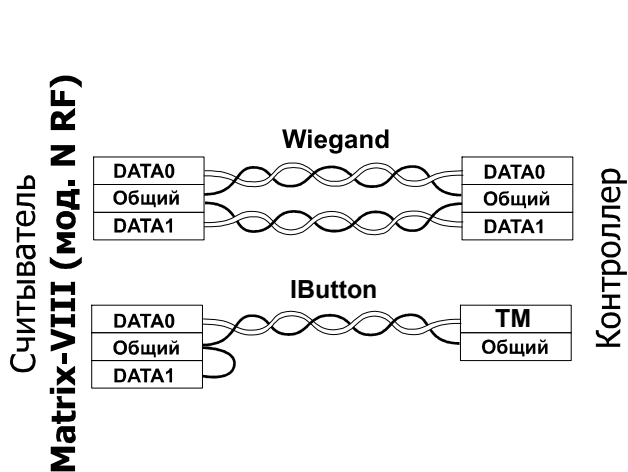 Считыватель
Matrix-VIII (мод. N RF)
Wiegand
DATA0
Общий
DATA1
DATA0
Общий
DATA1
IButton
DATA0
Общий
DATA1
TM
Общий
Контроллер